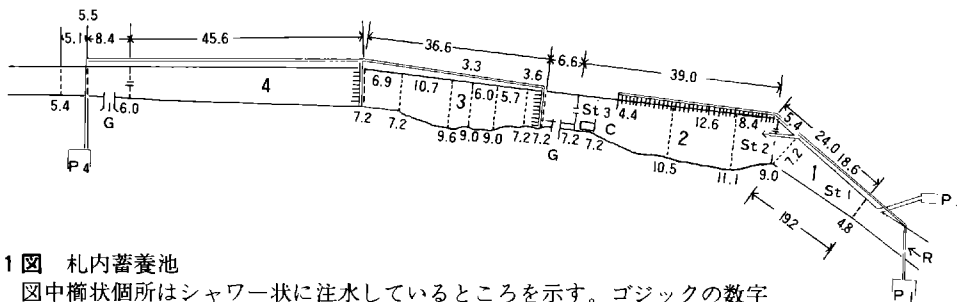 5.5
5.1 8.4 45.6 36.6 6.6 39.0
3.3 3.6
5.4 6.0 4 7.2
6.9 10.7 3 6.0 5.7
7.2 9.6 9.0 9.0 7.2 7.2 7.2 7.2
G G C
St 3 4.4 2 12.6 8.4 5.4
10.5 11.1 9.0
St 2 7.2 24.0 18.6
1 St 1
19.2 4.8
P4 P R P1
1図 札内蓄養池
図中櫛状個所はシャワー状に注水しているところを示す。ゴジックの数字